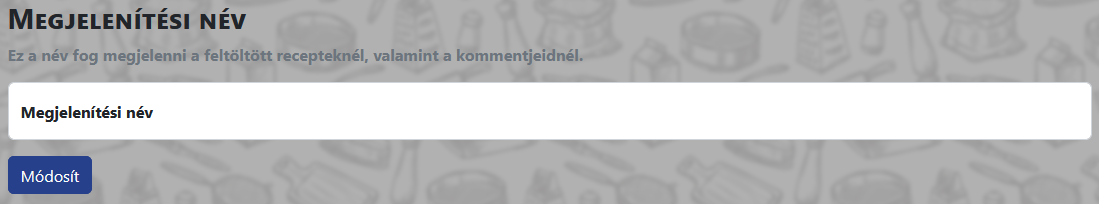 Megjelenítési név
Ez a név fog megjelenni a feltöltött recepteknél, valamint a kommentjeidnél.
Megjelenítési név
Módosít